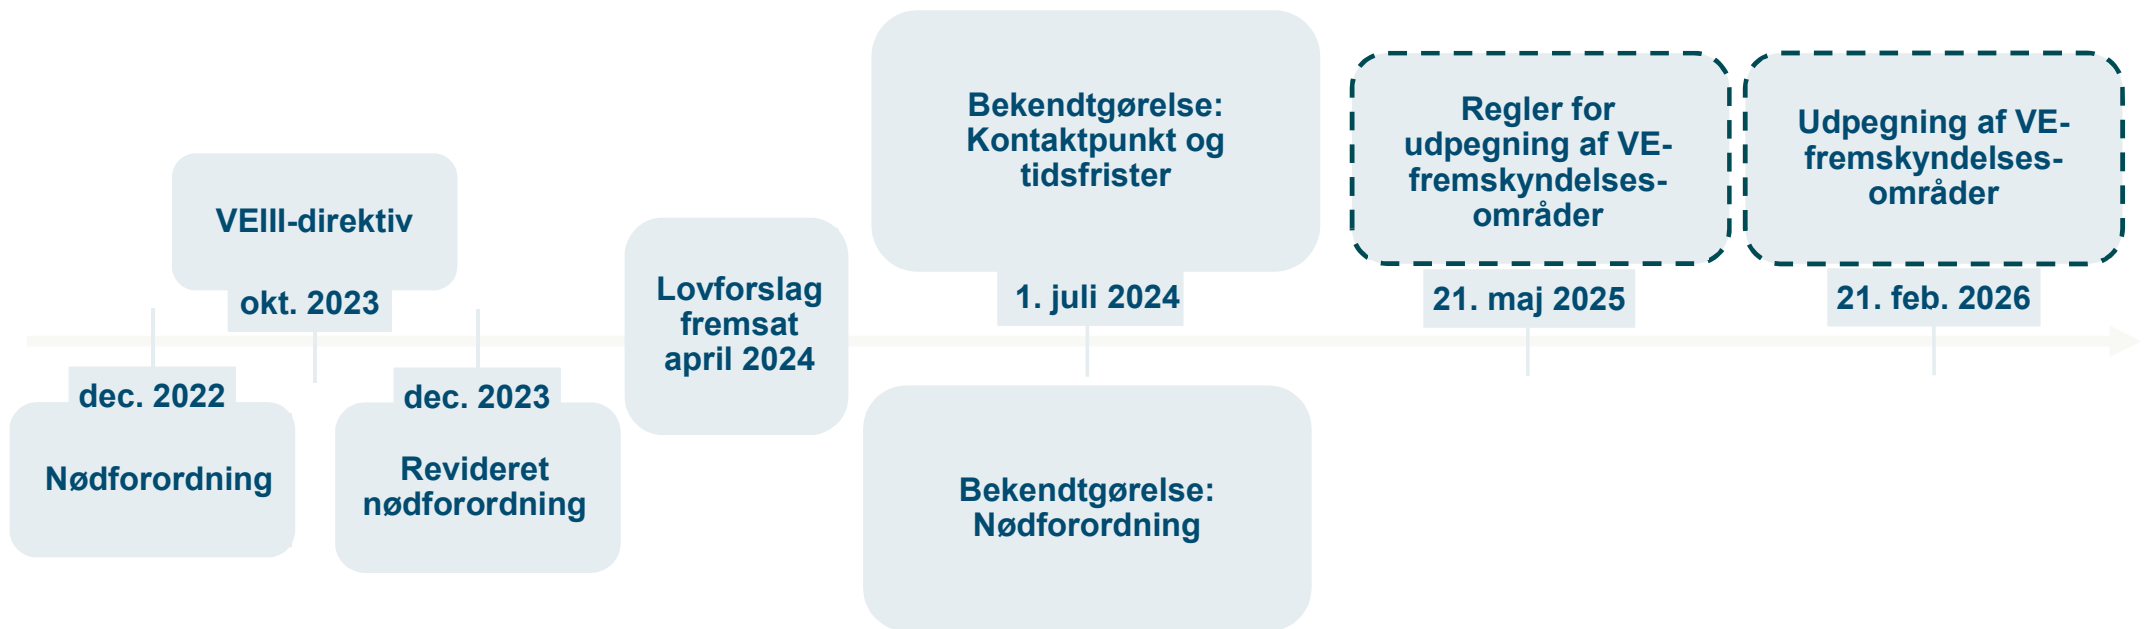 dec. 2022
Nødforordning
VEIII-direktiv
okt. 2023
dec. 2023
Revideret
nødforordning
Lovforslag
fremsat
april 2024
Bekendtgørelse:
Kontaktpunkt og
tidsfrister
1. juli 2024
Bekendtgørelse:
Nødforordning
Regler for
udpegning af VE-
fremskyndelses-
områder
21. maj 2025
Udpegning af VE-
fremskyndelses-
områder
21. feb. 2026